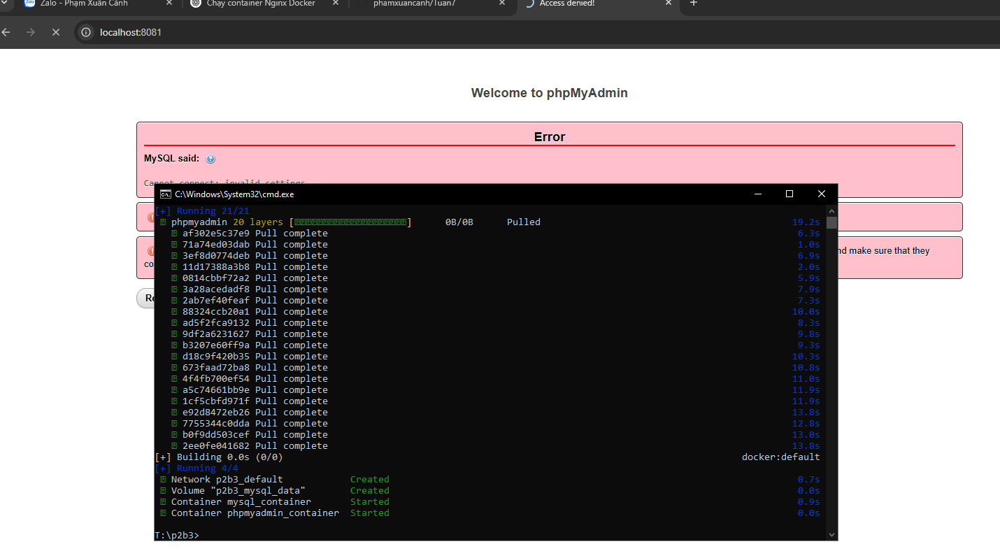 Zalo - Phạm Xuân Cảnh
Chạy container Nginx Docker
phamxuancanh/Tuan7
Access denied!
localhost:8081
Welcome to phpMyAdmin
Error
MySQL said:
Cannot connect: invalid settings.
C:\Windows\System32\cmd.exe
[+] Running 21/21
phpmyadmin 20 layers [] 0B/0B Pulled 19.2s
af302e5c37e9 Pull complete 6.3s
71a74ed03dab Pull complete 1.0s
3ef8d0774deb Pull complete 6.9s
11d17388a3b8 Pull complete 2.0s
0814cbbf72a2 Pull complete 5.9s
3a28acedadf8 Pull complete 7.9s
2ab7ef40feaf Pull complete 7.3s
88324ccb20a1 Pull complete 10.0s
ad5f2fca9132 Pull complete 8.3s
9df2a6231627 Pull complete 9.8s
b3207e60ff9a Pull complete 9.3s
d18c9f420b35 Pull complete 10.3s
673faad72ba8 Pull complete 10.8s
4f4fb700ef54 Pull complete 11.0s
a5c74661bb9e Pull complete 11.9s
1cf5cbfd971f Pull complete 11.9s
e92d8472eb26 Pull complete 13.8s
7755344c0dda Pull complete 12.8s
b0f9dd503cef Pull complete 13.0s
2ee0fe041682 Pull complete 13.8s
[+] Building 0.0s (0/0) docker:default
[+] Running 4/4
Network p2b3_default Created 0.7s
Volume "p2b3_mysql_data" Created 0.0s
Container mysql_container Started 0.9s
Container phpmyadmin_container Started 0.0s
T:\p2b3>
nd make sure that they
co
Re